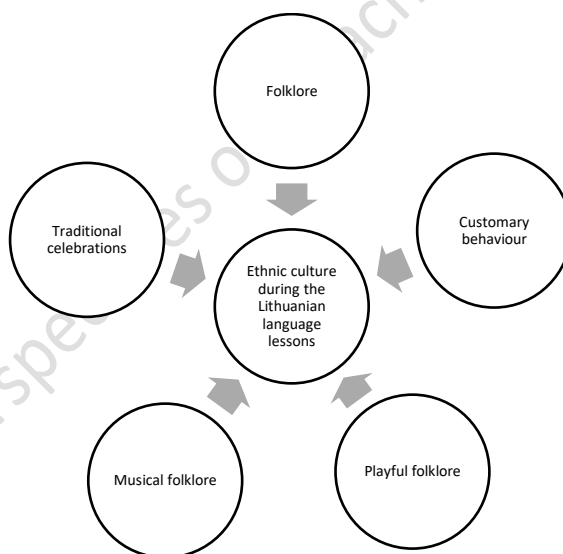 Folklore
Traditional
celebrations
Customary
behaviour
Ethnic culture
during the
Lithuanian
language
lessons
Musical folklore
Playful folklore